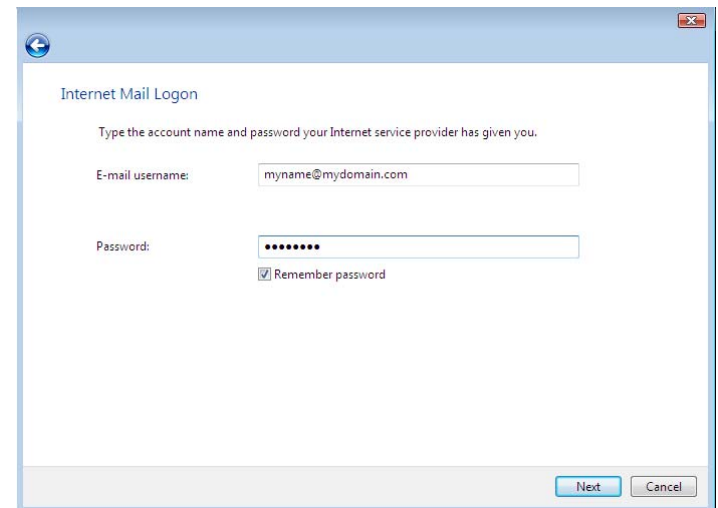 Internet Mail Logon
Type the account name and password your Internet service provider has given you.
E-mail username: myname@mydomain.com
Password: ●●●●●●●●
Remember password
Next Cancel